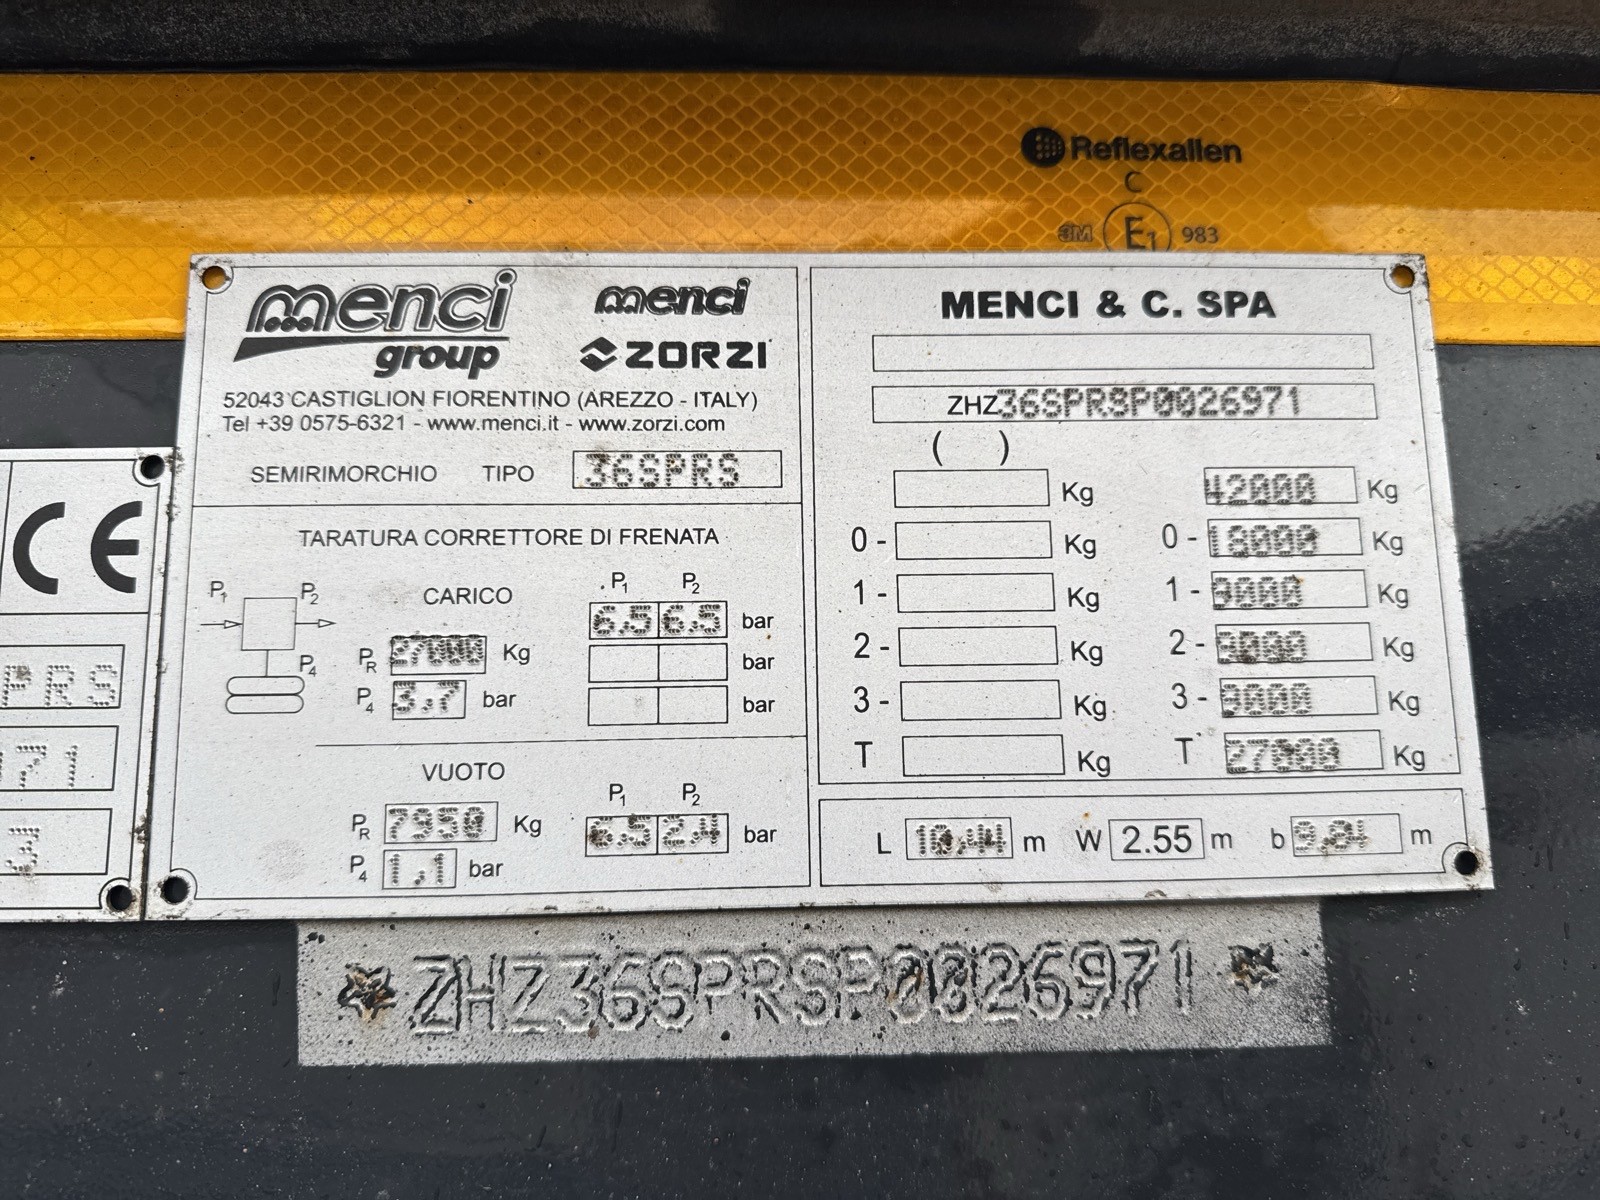 Reflexallen
C
3M E1 983
menci
group
menci
ZORZI
52043 CASTIGLION FIORENTINO (AREZZO - ITALY)
Tel +39 0575-6321 - www.menci.it - www.zorzi.com
SEMIRIMORCHIO TIPO 36SPRS
TARATURA CORRETTORE DI FRENATA
P1 P2
P4
CARICO
PR 27000 Kg
P4 3.7 bar
P1 P2
6.5 6.5 bar
bar
bar
VUOTO
PR 7950 Kg
P4 1,1 bar
P1 P2
6.5 2.4 bar
MENCI & C. SPA
ZHZ36SPRSP0026971
( )
Kg 42000 Kg
0 - Kg 0 - 18000 Kg
1 - Kg 1 - 9000 Kg
2 - Kg 2 - 9000 Kg
3 - Kg 3 - 9000 Kg
T Kg T 27000 Kg
L 10,44 m W 2.55 m b 9,04 m
CE
PRS
971
3
ZHZ36SPRSP0026971